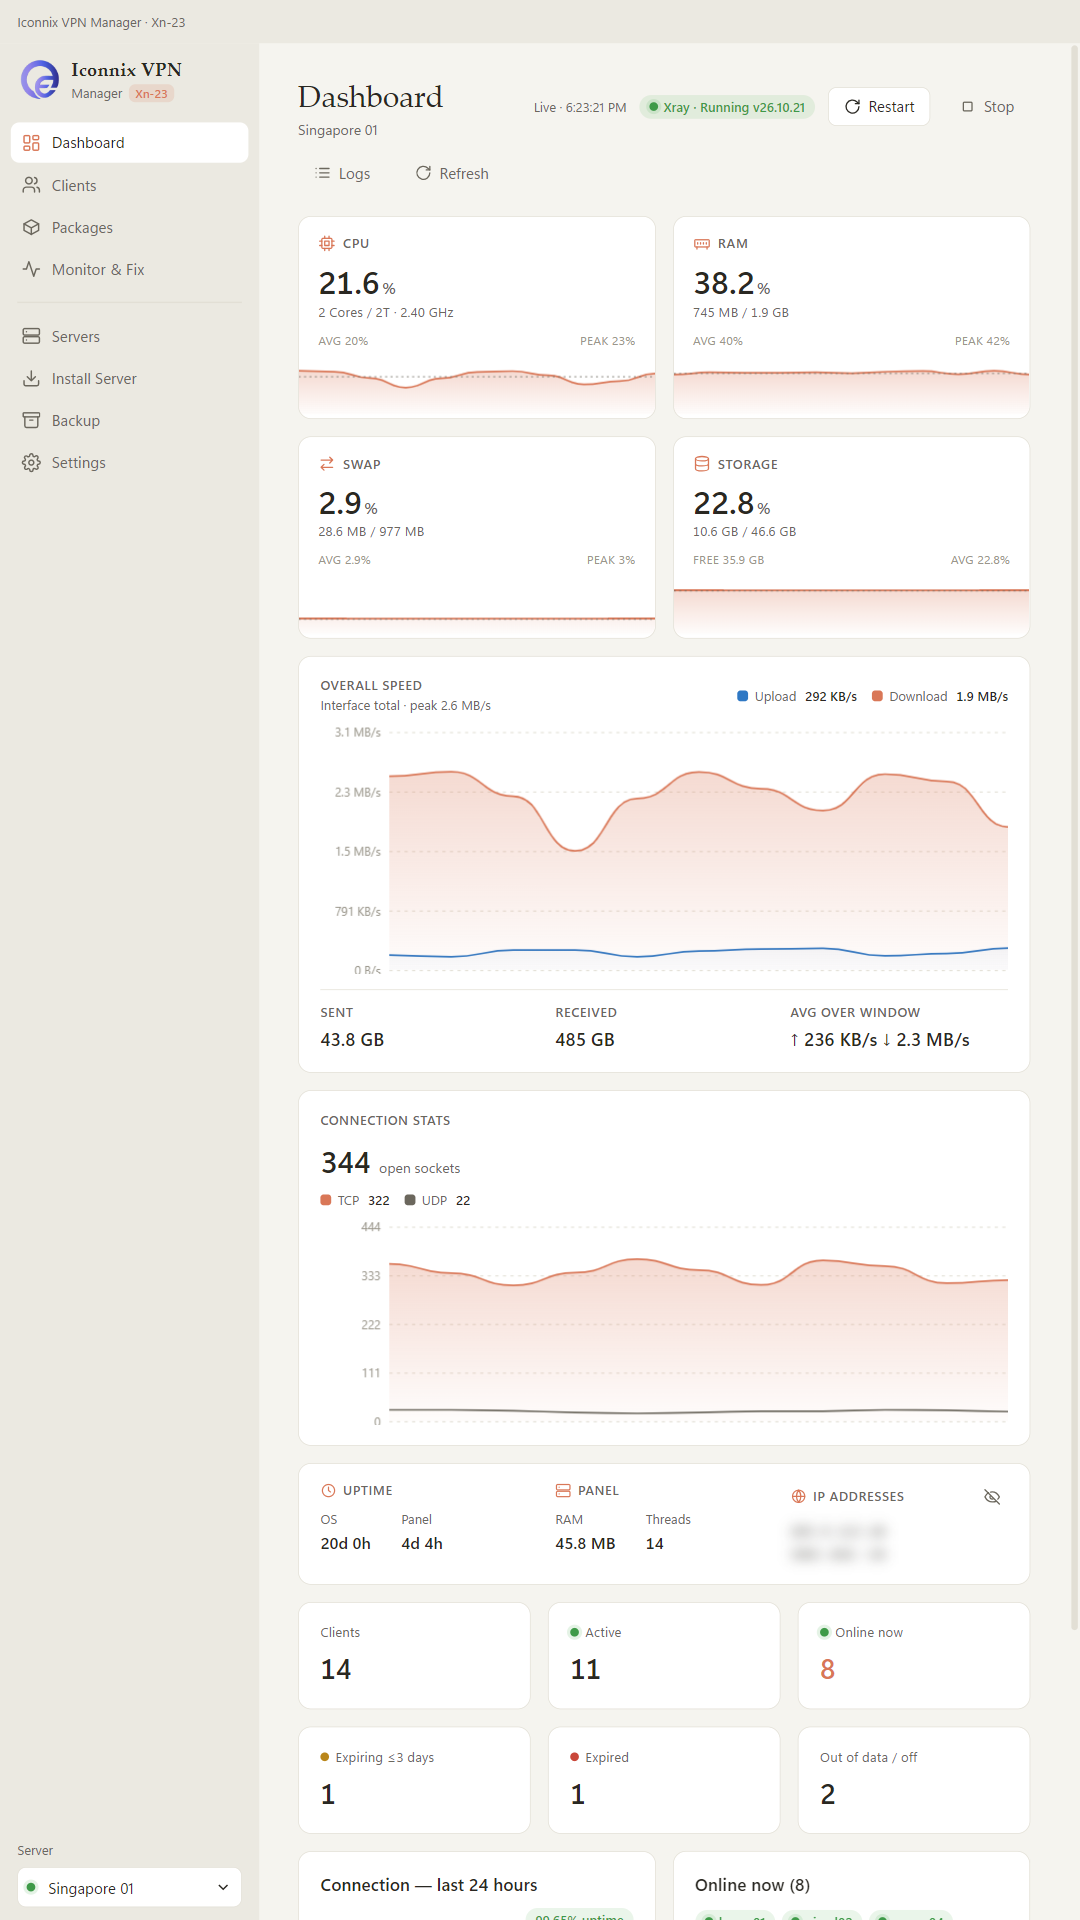 Iconnix VPN Manager · Xn-23
Iconnix VPN
Manager Xn-23
Dashboard
Clients
Packages
Monitor & Fix
Servers
Install Server
Backup
Settings
Server
Singapore 01
Dashboard
Singapore 01
Live · 6:23:21 PM
Xray · Running v26.10.21
Restart
Stop
Logs
Refresh
CPU
21.6 %
2 Cores / 2T · 2.40 GHz
AVG 20% PEAK 23%
RAM
38.2 %
745 MB / 1.9 GB
AVG 40% PEAK 42%
SWAP
2.9 %
28.6 MB / 977 MB
AVG 2.9% PEAK 3%
STORAGE
22.8 %
10.6 GB / 46.6 GB
FREE 35.9 GB AVG 22.8%
OVERALL SPEED
Interface total · peak 2.6 MB/s
Upload 292 KB/s Download 1.9 MB/s
3.1 MB/s
2.3 MB/s
1.5 MB/s
791 KB/s
0 B/s
SENT
43.8 GB
RECEIVED
485 GB
AVG OVER WINDOW
↑ 236 KB/s ↓ 2.3 MB/s
CONNECTION STATS
344 open sockets
TCP 322 UDP 22
444
333
222
111
0
UPTIME
OS Panel
20d 0h 4d 4h
PANEL
RAM Threads
45.8 MB 14
IP ADDRESSES
Clients
14
Active
11
Online now
8
Expiring ≤3 days
1
Expired
1
Out of data / off
2
Connection — last 24 hours
Online now (8)